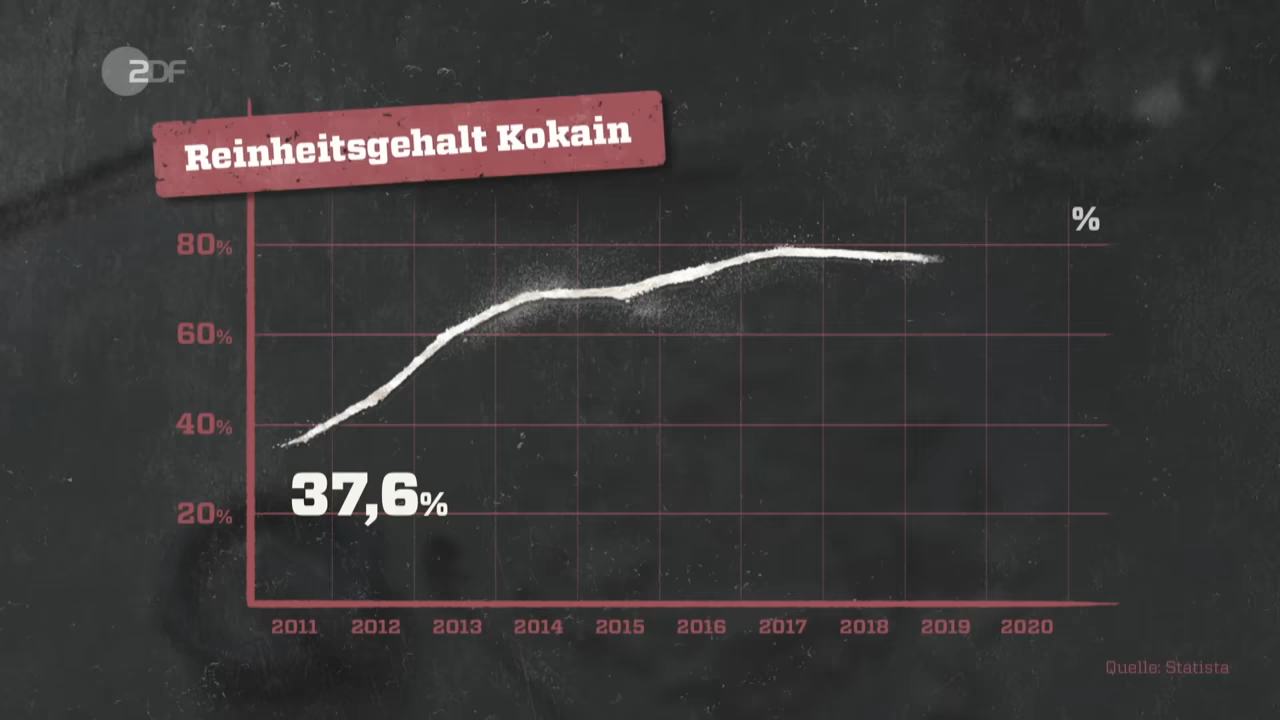 ZDF
Reinheitsgehalt Kokain
%
80%
60%
40%
37,6%
20%
2011 2012 2013 2014 2015 2016 2017 2018 2019 2020
Quelle: Statista